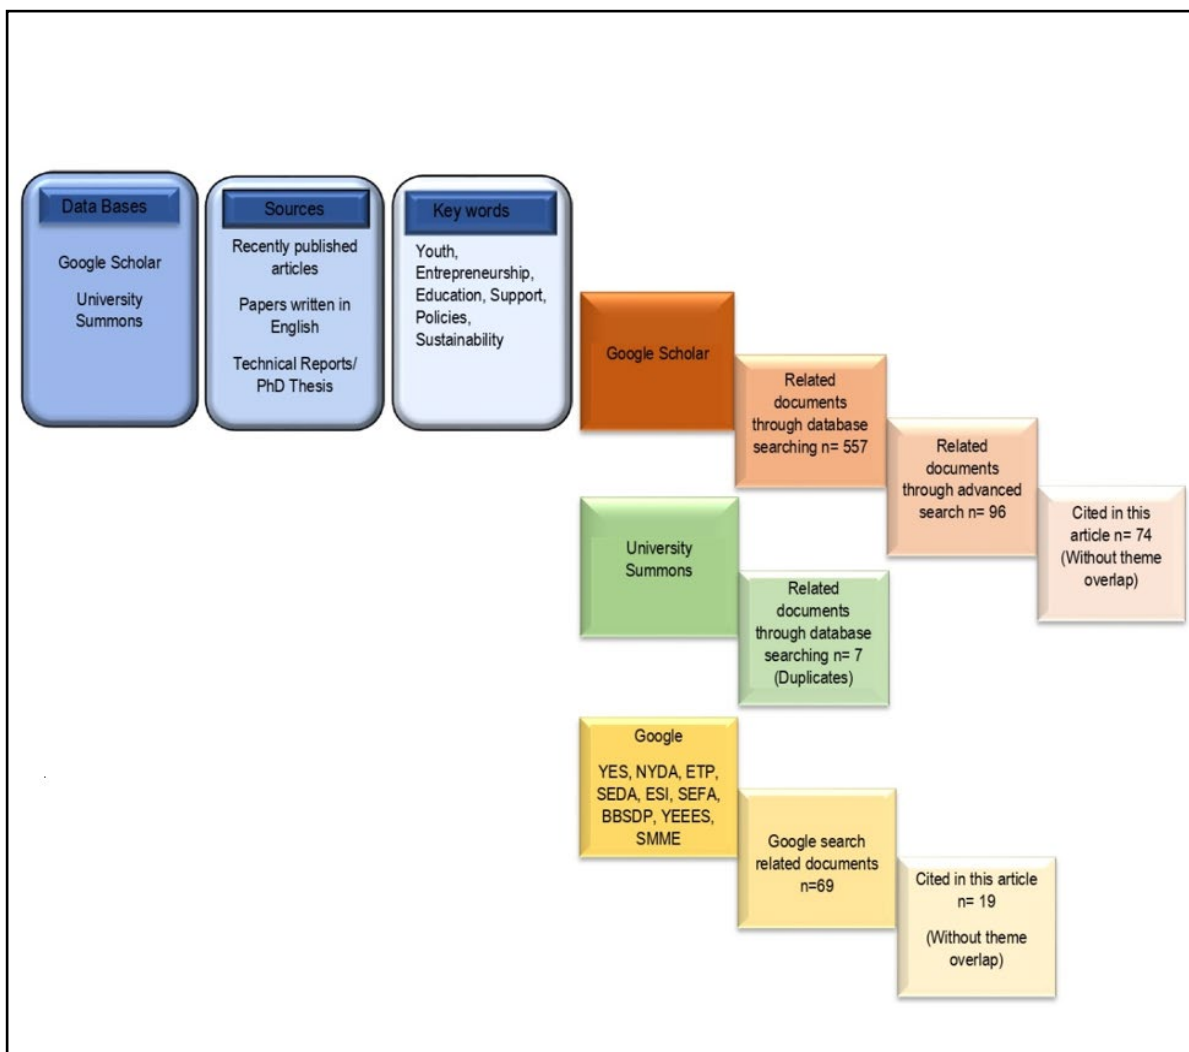 Data Bases
Google Scholar
University
Summons
Sources
Recently published
articles
Papers written in
English
Technical Reports/
PhD Thesis
Key words
Youth,
Entrepreneurship,
Education, Support,
Policies,
Sustainability
Google Scholar
Related
documents
through database
searching n= 557
Related
documents
through advanced
search n= 96
Cited in this
article n= 74
(Without theme
overlap)
University
Summons
Related
documents
through database
searching n= 7
(Duplicates)
Google
YES, NYDA, ETP,
SEDA, ESI, SEFA,
BBSDP, YEEES,
SMME
Google search
related documents
n=69
Cited in this article
n= 19
(Without theme
overlap)